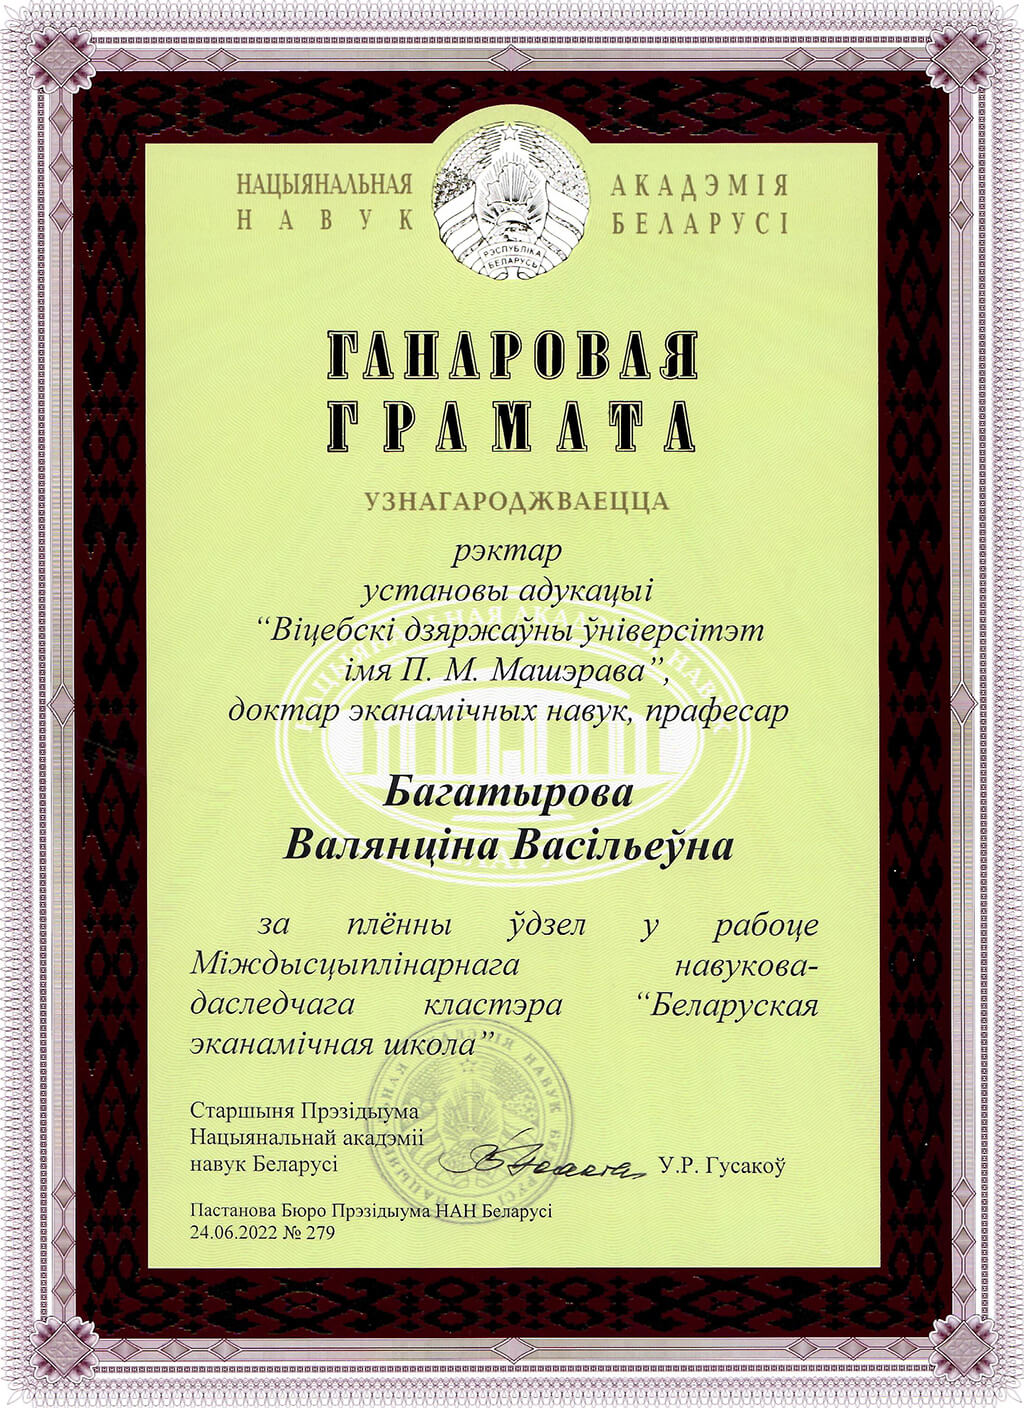 НАЦЫЯНАЛЬНАЯ АКАДЭМІЯ
НАВУК БЕЛАРУСІ
РЭСПУБЛІКА
БЕЛАРУСЬ
ГАНАРОВАЯ
ГРАМАТА
УЗНАГАРОДЖВАЕЦЦА
рэктар
установы адукацыі
“Віцебскі дзяржаўны ўніверсітэт
імя П. М. Машэрава”,
доктар эканамічных навук, прафесар
Багатырова
Валянціна Васільеўна
за плённы ўдзел у рабоце
Міждысцыплінарнага навукова-
даследчага кластэра “Беларуская
эканамічная школа”
Старшыня Прэзідыума
Нацыянальнай акадэміі
навук Беларусі У.Р. Гусакоў
Пастанова Бюро Прэзідыума НАН Беларусі
24.06.2022 № 279